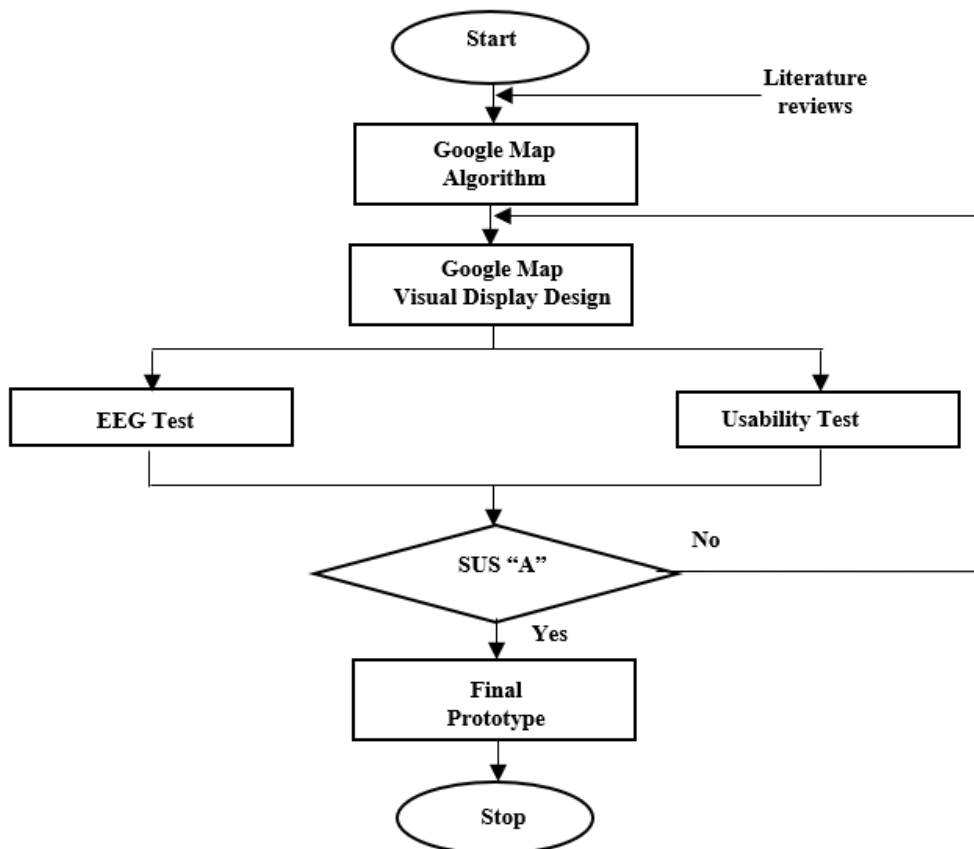 Start
Literature
reviews
Google Map
Algorithm
Google Map
Visual Display Design
EEG Test
Usability Test
SUS “A”
No
Yes
Final
Prototype
Stop